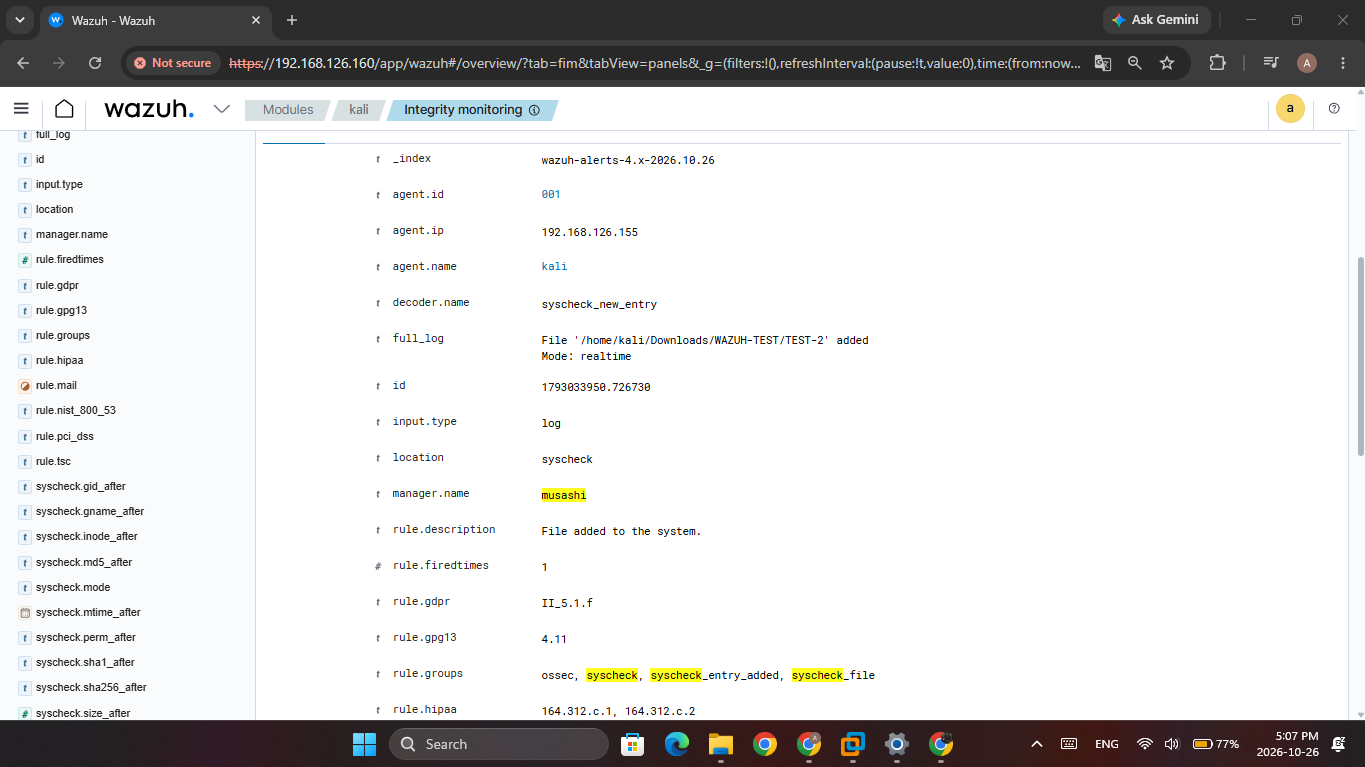 Wazuh - Wazuh
Ask Gemini
Not secure
https://192.168.126.160/app/wazuh#/overview/?tab=fim&tabView=panels&_g=(filters:!(),refreshInterval:(pause:!t,value:0),time:(from:now...
A
wazuh.
Modules
kali
Integrity monitoring
a
t full_log
t id
t input.type
t location
t manager.name
# rule.firedtimes
t rule.gdpr
t rule.gpg13
t rule.groups
t rule.hipaa
rule.mail
t rule.nist_800_53
t rule.pci_dss
t rule.tsc
t syscheck.gid_after
t syscheck.gname_after
t syscheck.inode_after
t syscheck.md5_after
t syscheck.mode
syscheck.mtime_after
t syscheck.perm_after
t syscheck.sha1_after
t syscheck.sha256_after
# syscheck.size_after
t _index wazuh-alerts-4.x-2026.10.26
t agent.id 001
t agent.ip 192.168.126.155
t agent.name kali
t decoder.name syscheck_new_entry
t full_log File '/home/kali/Downloads/WAZUH-TEST/TEST-2' added
Mode: realtime
t id 1793033950.726730
t input.type log
t location syscheck
t manager.name musashi
t rule.description File added to the system.
# rule.firedtimes 1
t rule.gdpr II_5.1.f
t rule.gpg13 4.11
t rule.groups ossec, syscheck, syscheck_entry_added, syscheck_file
t rule.hipaa 164.312.c.1, 164.312.c.2
Search
ENG
77%
5:07 PM
2026-10-26